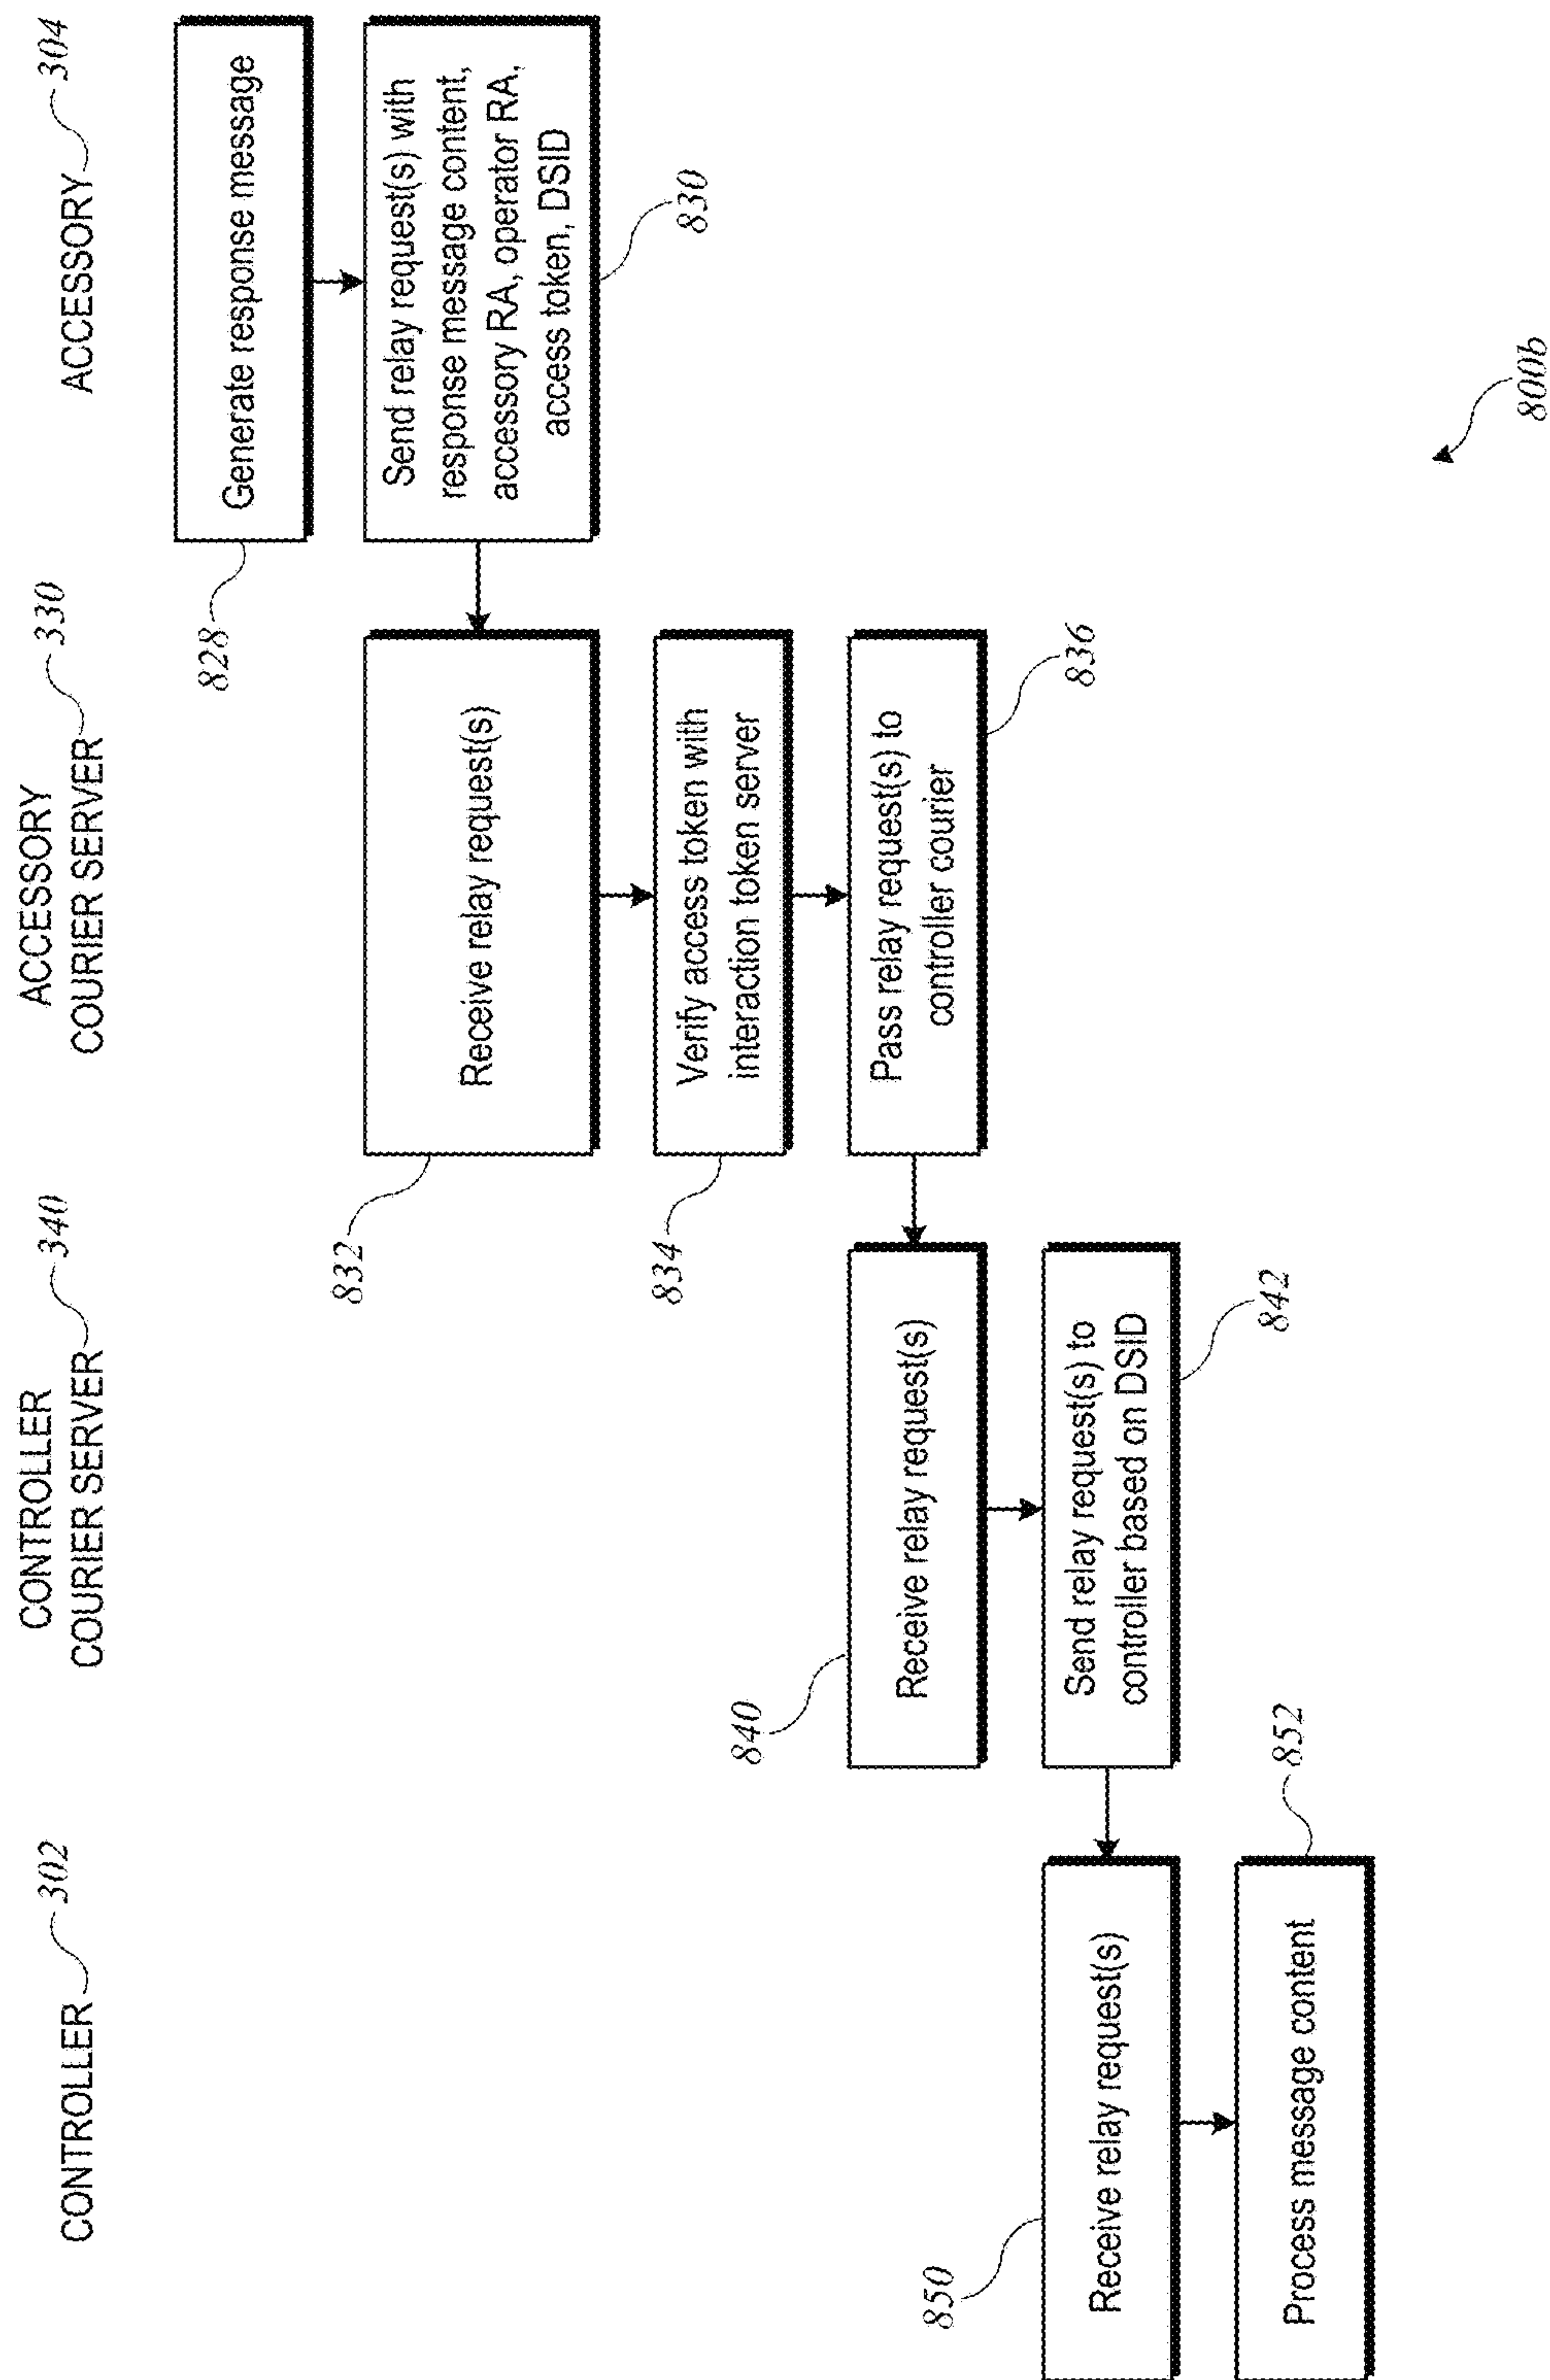 CONTROLLER 302
CONTROLLER
COURIER SERVER 340
ACCESSORY
COURIER SERVER 330
ACCESSORY 304
828
Generate response message
Send relay request(s) with
response message content,
accessory RA, operator RA,
access token, DSID
830
832
Receive relay request(s)
834
Verify access token with
interaction token server
Pass relay request(s) to
controller courier
836
840
Receive relay request(s)
Send relay request(s) to
controller based on DSID
842
850
Receive relay request(s)
Process message content
852
800b